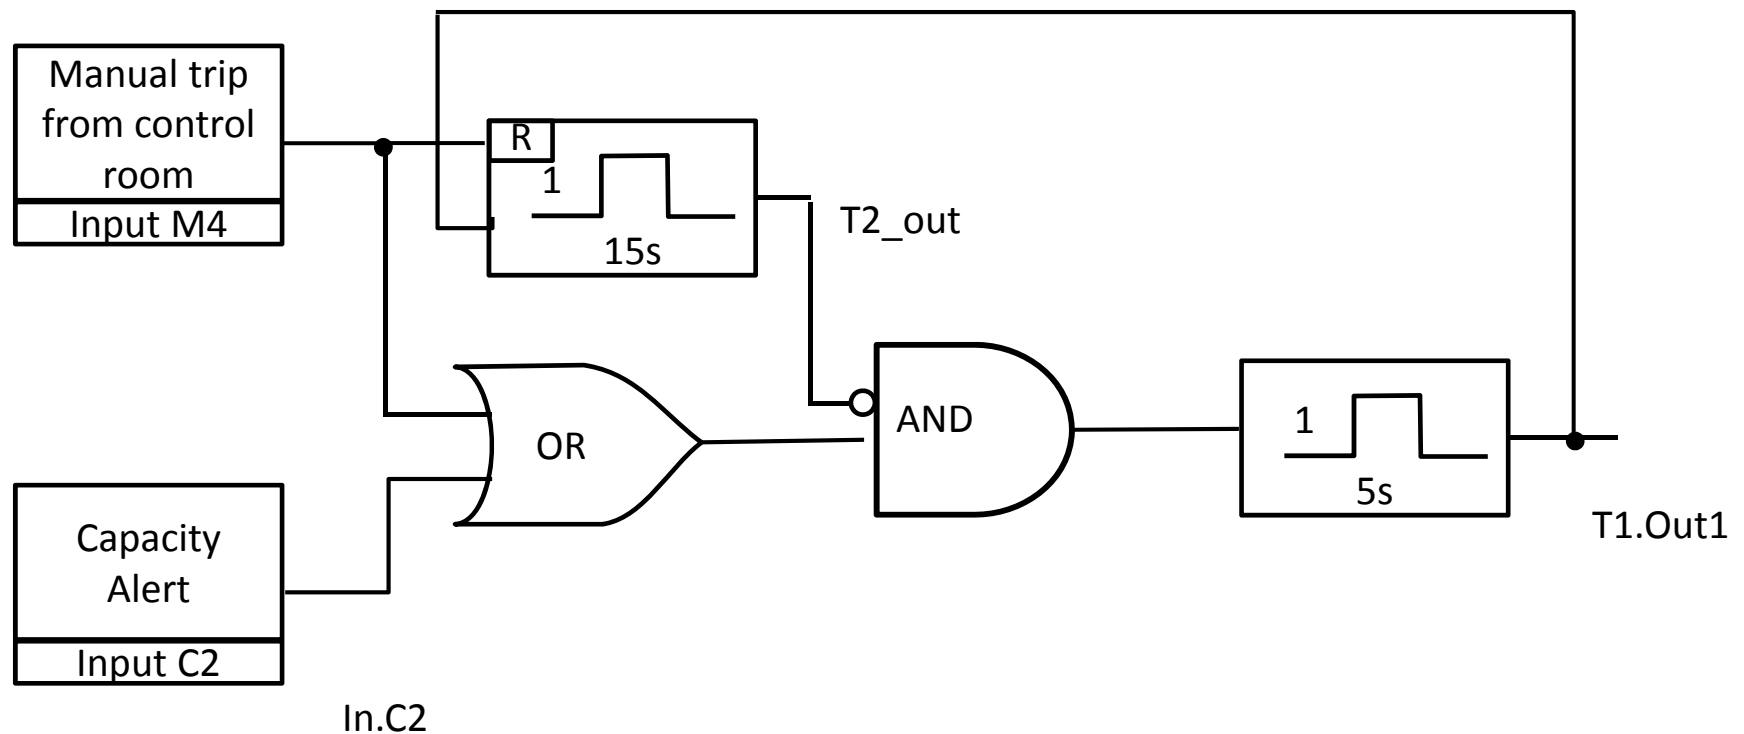 Manual trip
from control
room
Input M4
R
1
15s
T2_out
OR
AND
1
5s
T1.Out1
Capacity
Alert
Input C2
In.C2